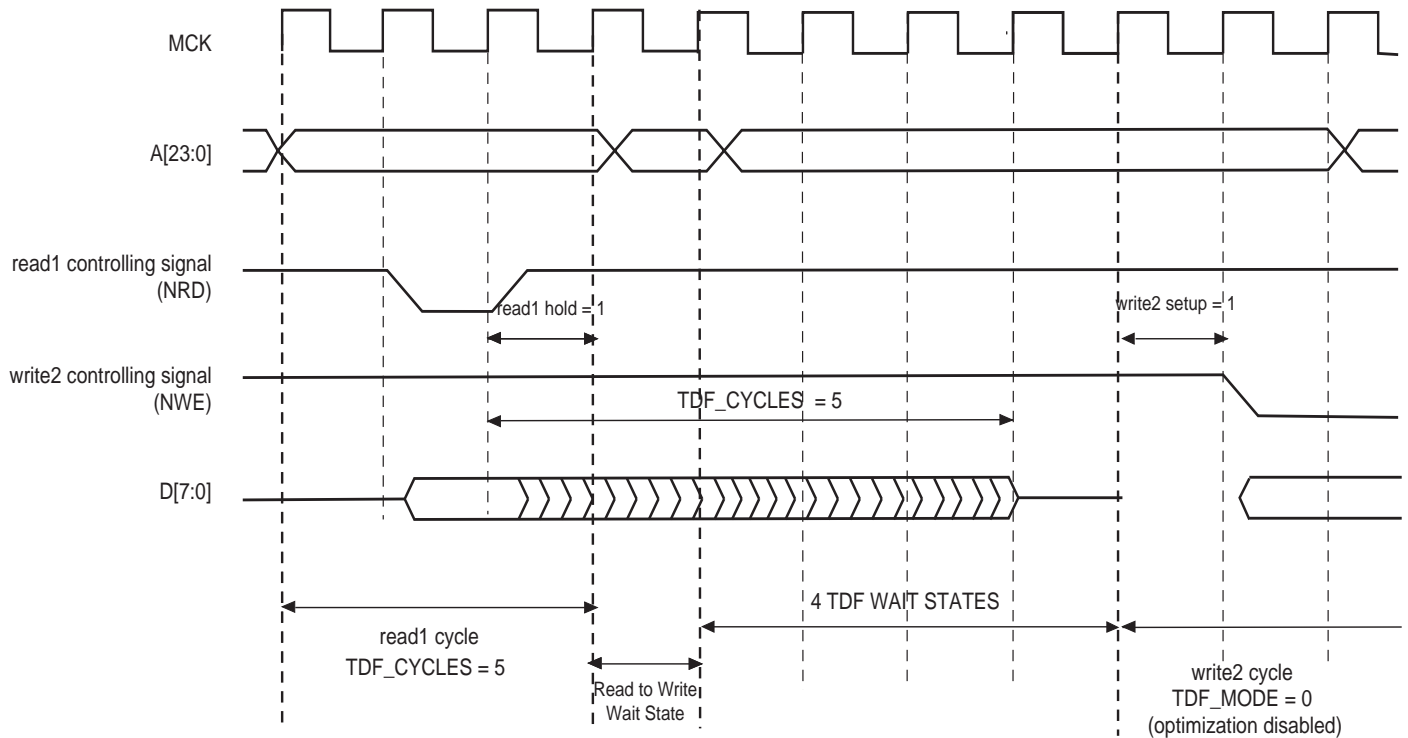 MCK
A[23:0]
read1 controlling signal
(NRD)
read1 hold = 1
write2 setup = 1
write2 controlling signal
(NWE)
TDF_CYCLES = 5
D[7:0]
4 TDF WAIT STATES
read1 cycle
TDF_CYCLES = 5
Read to Write
Wait State
write2 cycle
TDF_MODE = 0
(optimization disabled)